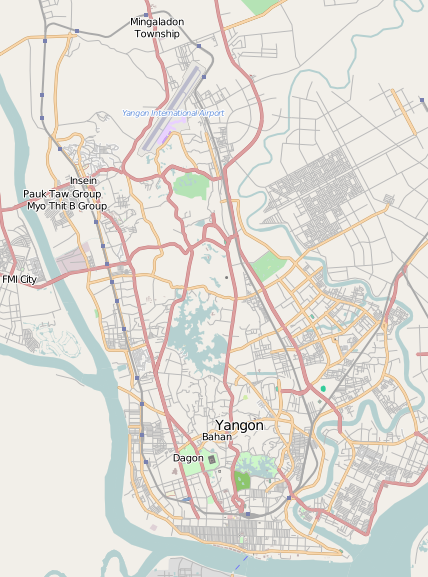 Mingaladon
Township
Yangon International Airport
Insein
Pauk Taw Group
Myo Thit B Group
FMI City
Yangon
Bahan
Dagon